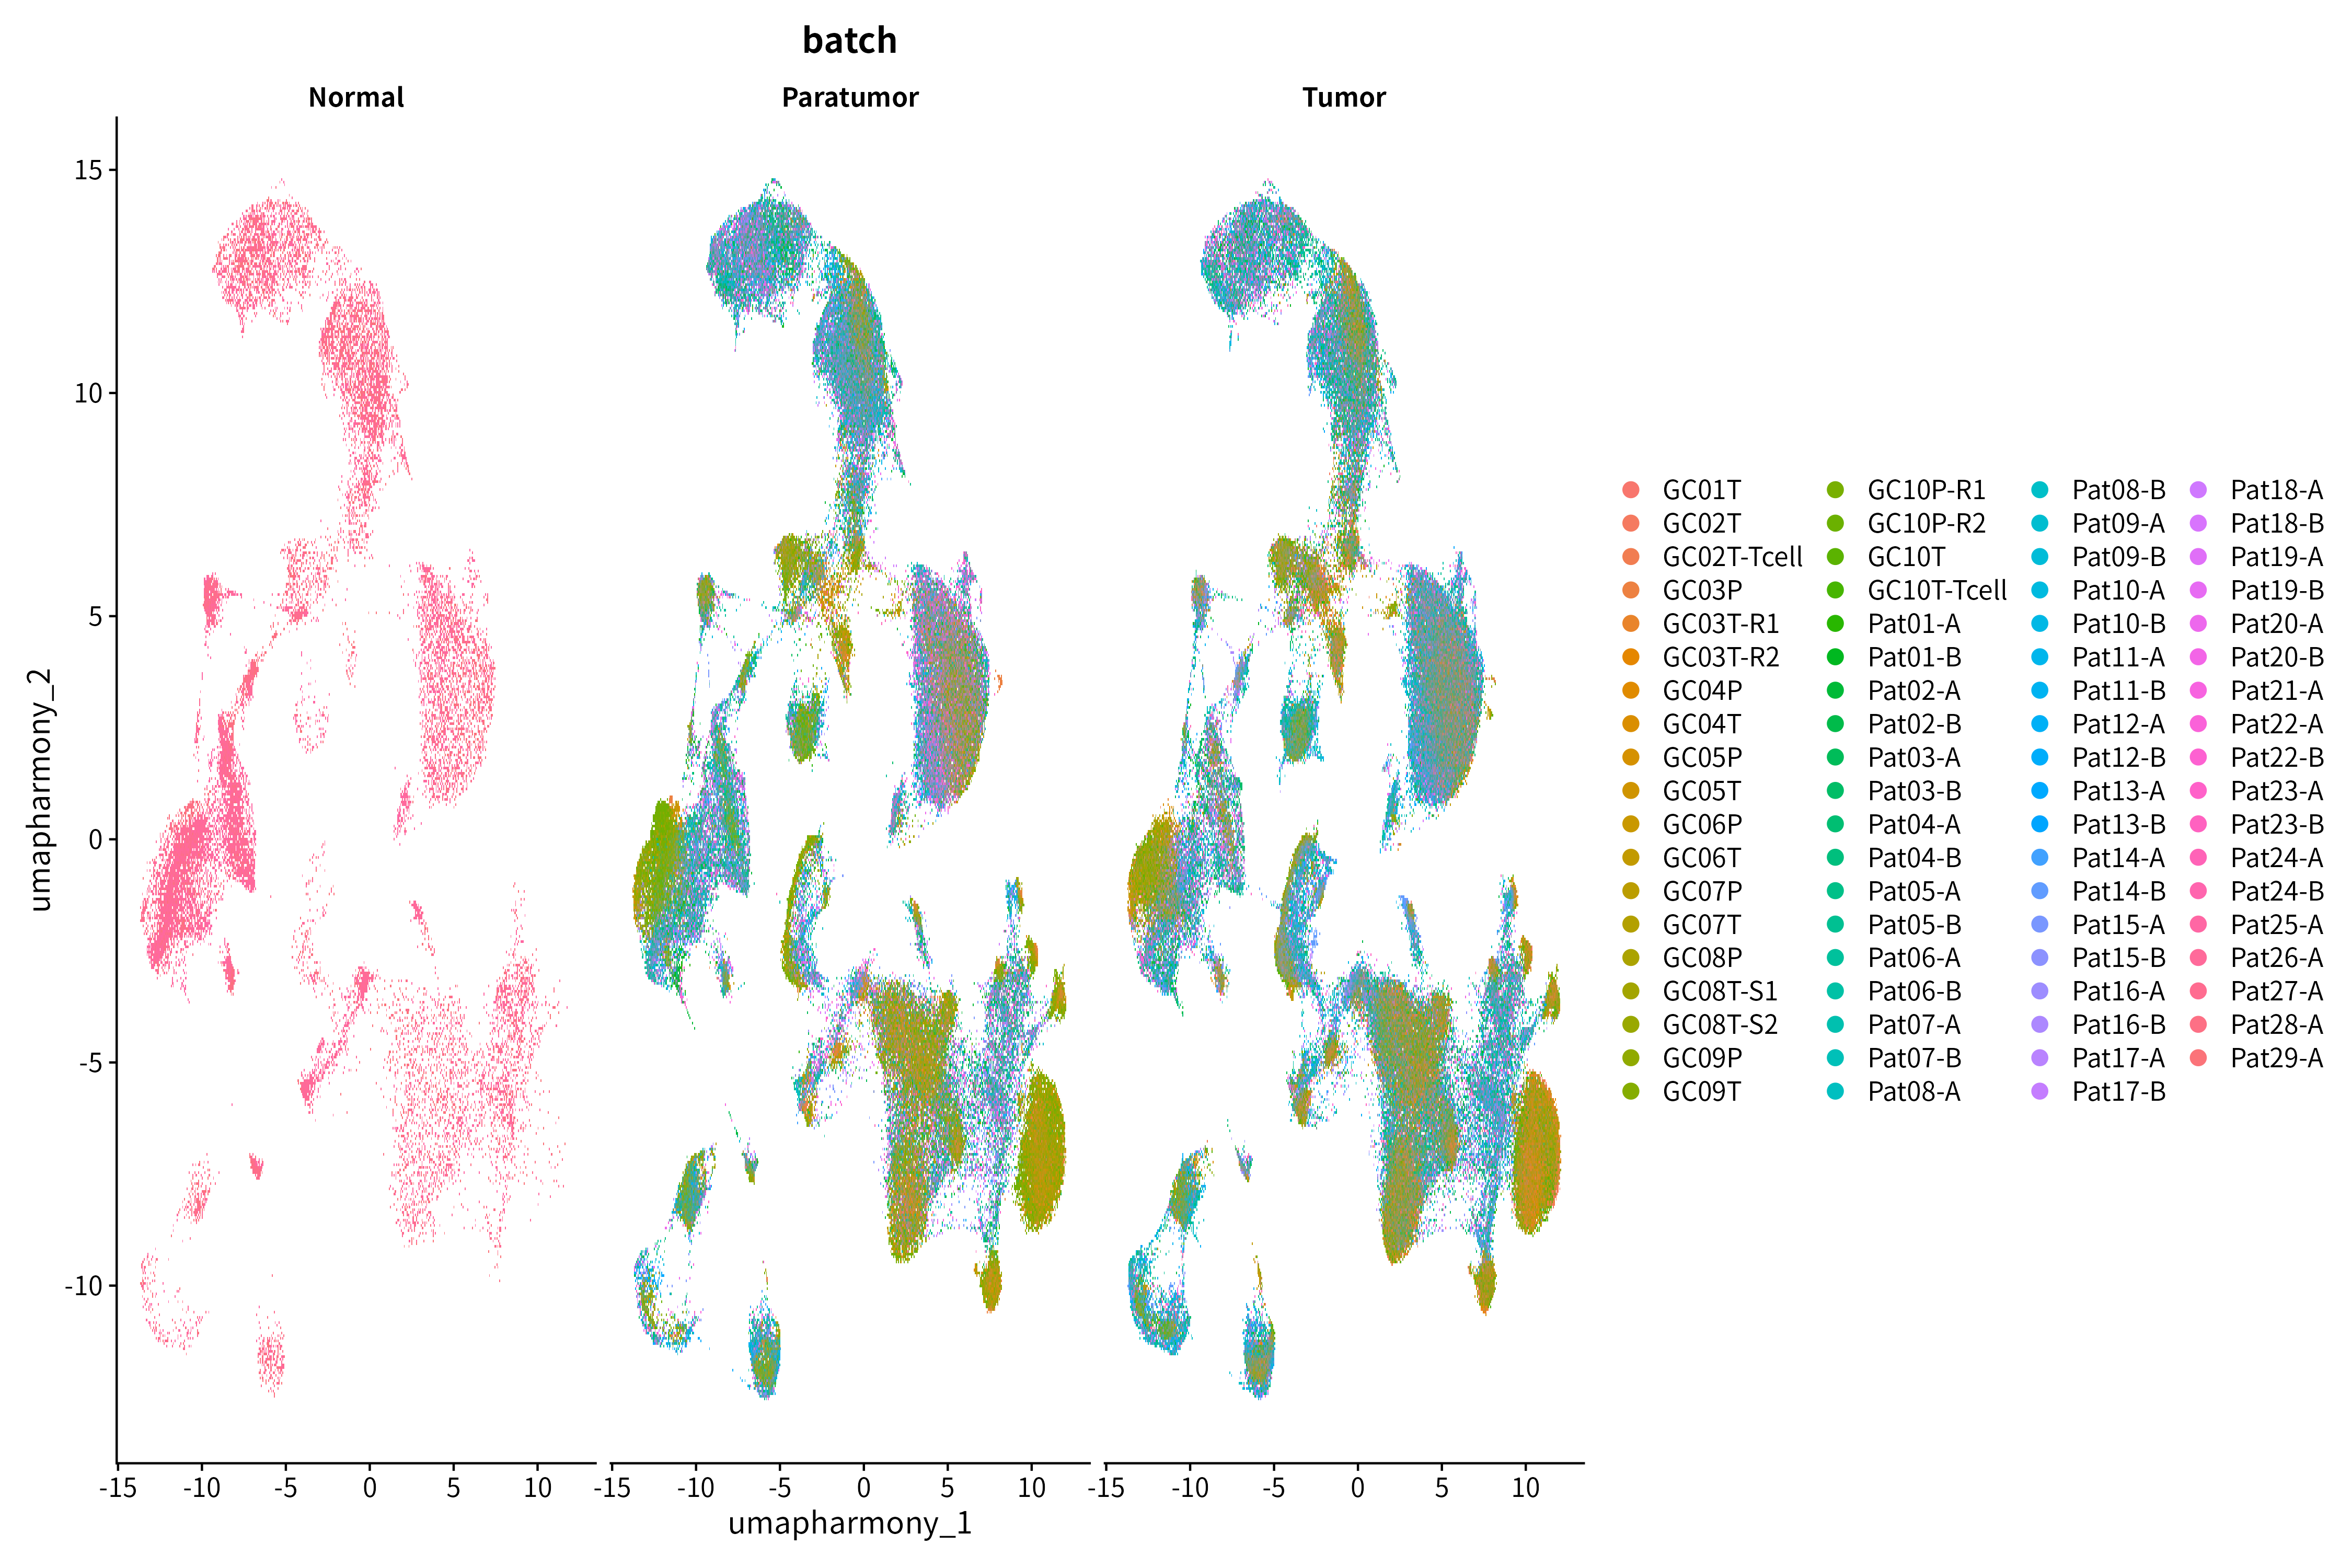 batch
Normal Paratumor Tumor
umapharmony_2
15
10
5
0
-5
-10
-15 -10 -5 0 5 10 -15 -10 -5 0 5 10 -15 -10 -5 0 5 10
umapharmony_1
GC01T
GC02T
GC02T-Tcell
GC03P
GC03T-R1
GC03T-R2
GC04P
GC04T
GC05P
GC05T
GC06P
GC06T
GC07P
GC07T
GC08P
GC08T-S1
GC08T-S2
GC09P
GC09T
GC10P-R1
GC10P-R2
GC10T
GC10T-Tcell
Pat01-A
Pat01-B
Pat02-A
Pat02-B
Pat03-A
Pat03-B
Pat04-A
Pat04-B
Pat05-A
Pat05-B
Pat06-A
Pat06-B
Pat07-A
Pat07-B
Pat08-A
Pat08-B
Pat09-A
Pat09-B
Pat10-A
Pat10-B
Pat11-A
Pat11-B
Pat12-A
Pat12-B
Pat13-A
Pat13-B
Pat14-A
Pat14-B
Pat15-A
Pat15-B
Pat16-A
Pat16-B
Pat17-A
Pat17-B
Pat18-A
Pat18-B
Pat19-A
Pat19-B
Pat20-A
Pat20-B
Pat21-A
Pat22-A
Pat22-B
Pat23-A
Pat23-B
Pat24-A
Pat24-B
Pat25-A
Pat26-A
Pat27-A
Pat28-A
Pat29-A